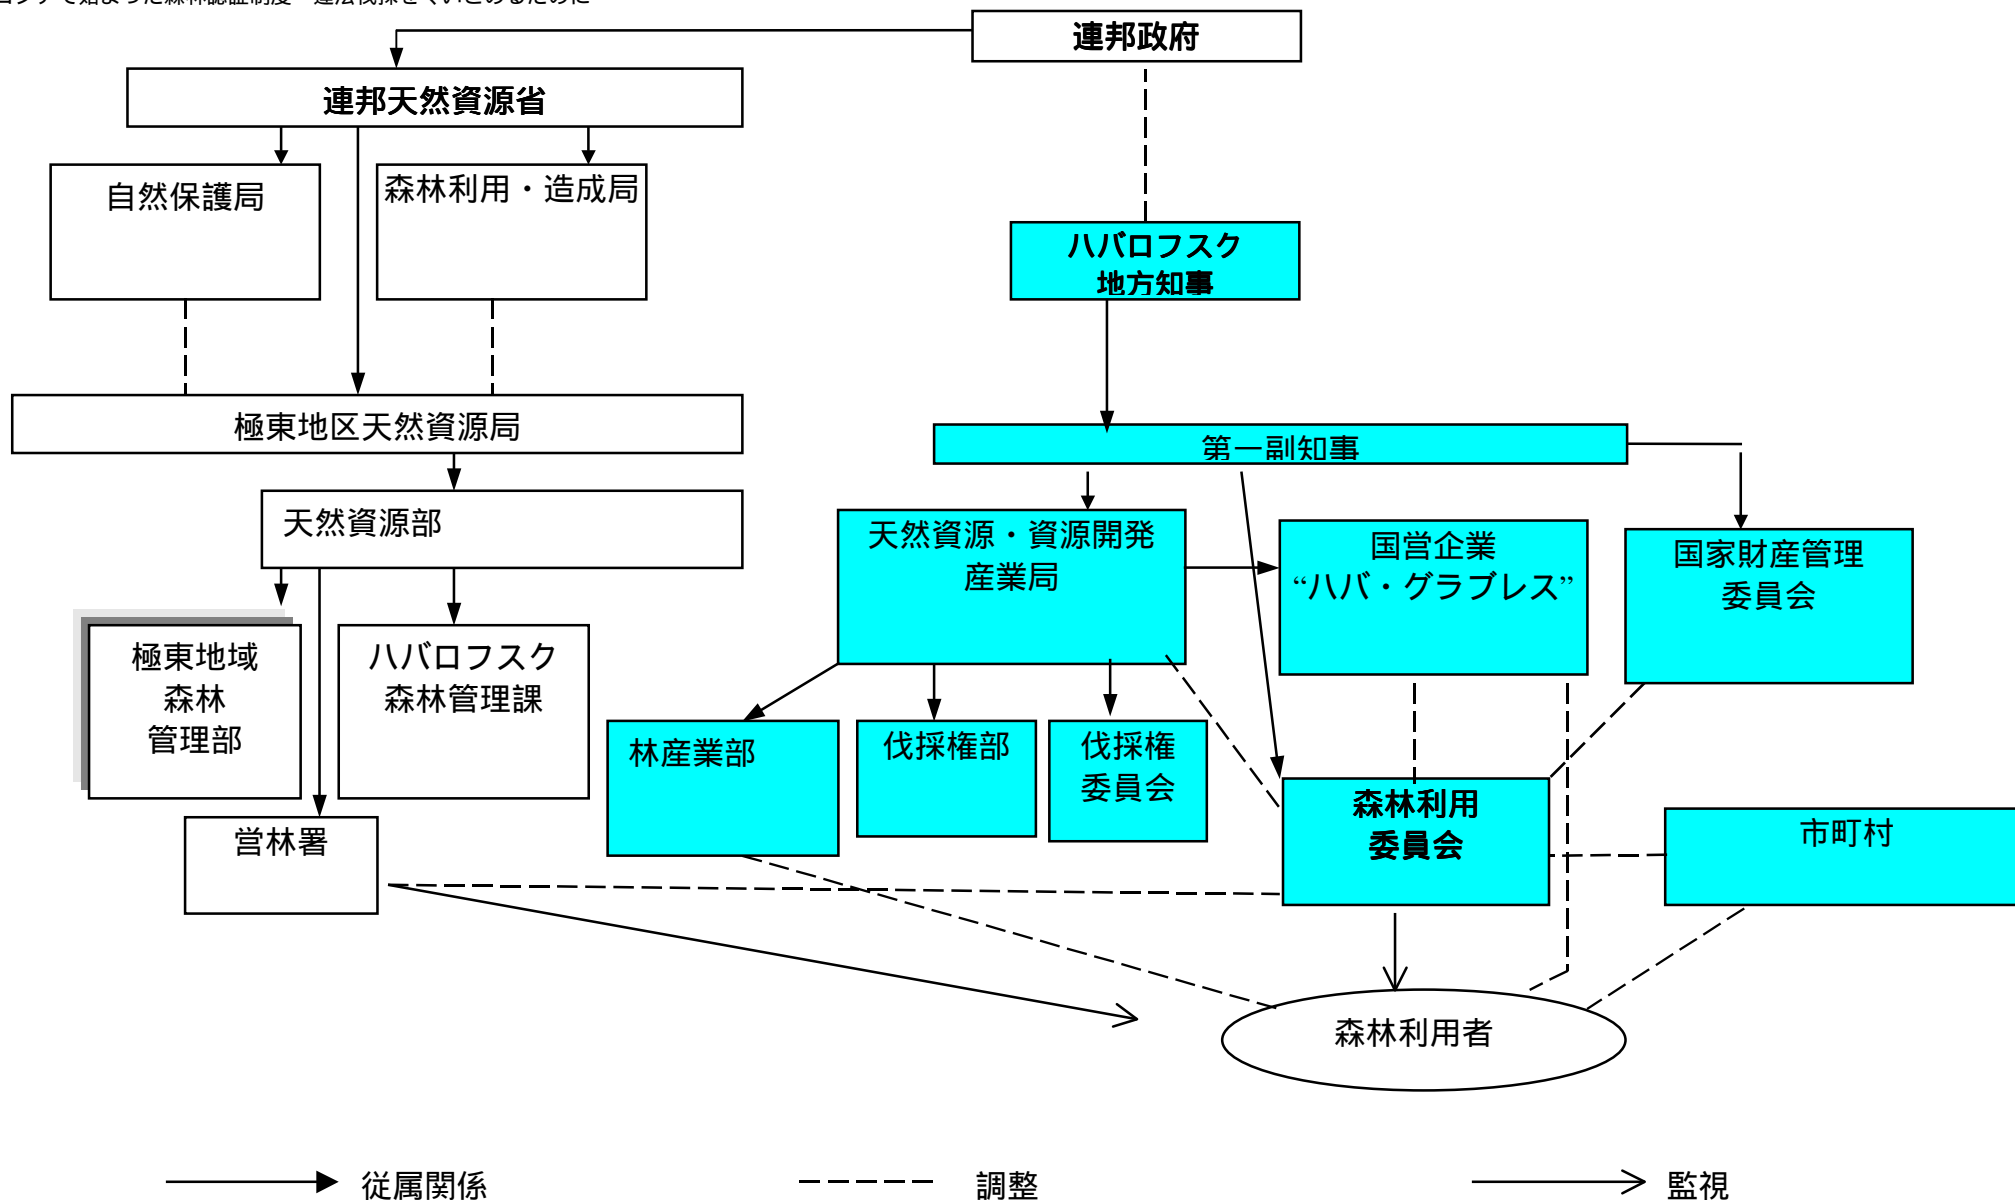 連邦政府
連邦天然資源省
自然保護局
森林利用・造成局
ハバロフスク
地方知事
極東地区天然資源局
第一副知事
天然資源部
天然資源・資源開発
産業局
国営企業
“ハバ・グラブレス”
国家財産管理
委員会
極東地域
森林
管理部
ハバロフスク
森林管理課
林産業部
伐採権部
伐採権
委員会
森林利用
委員会
市町村
営林署
森林利用者
従属関係
調整
監視